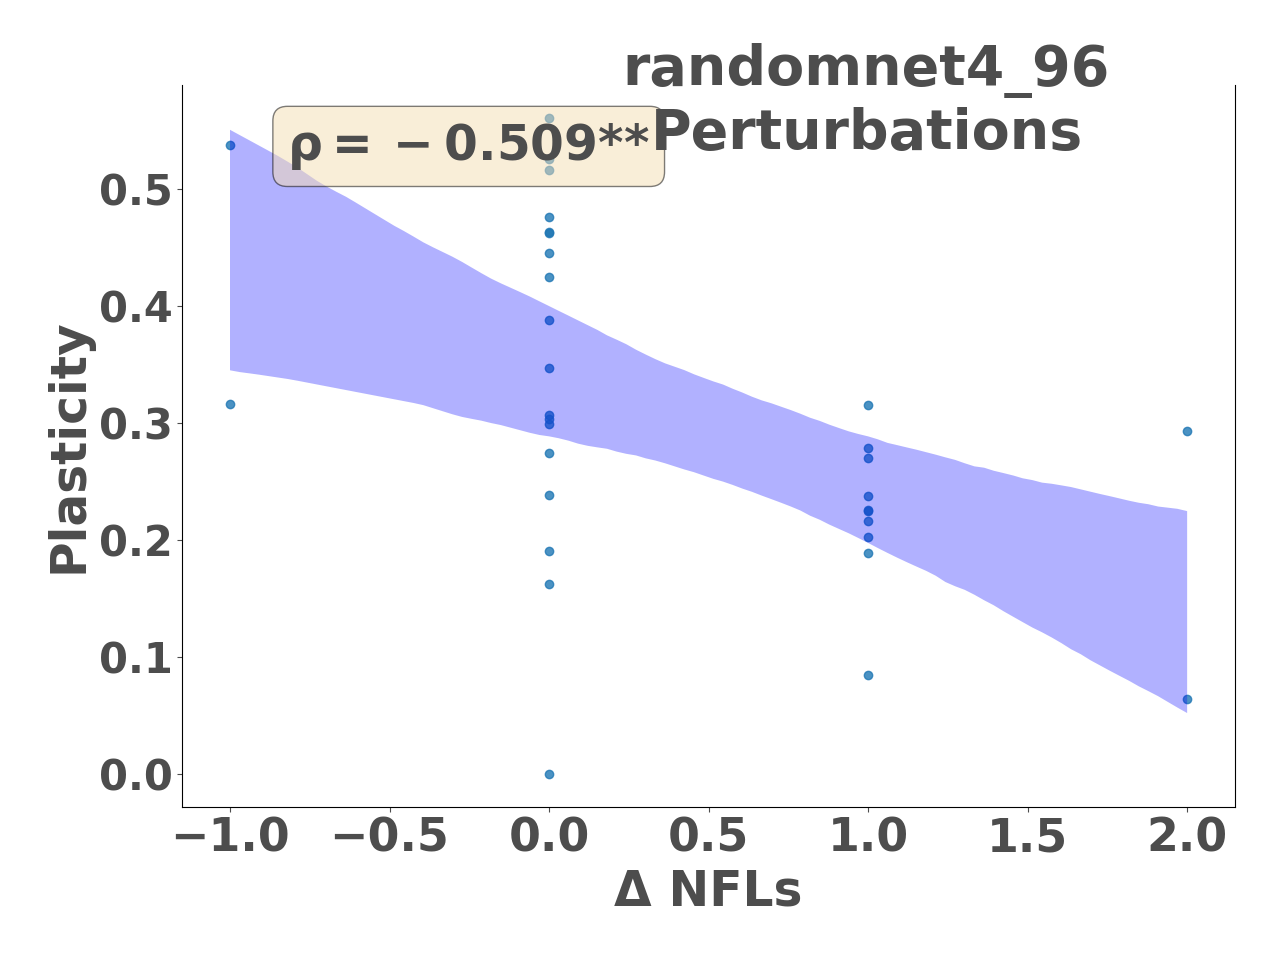 randomnet4_96
Perturbations
ρ = − 0.509**
0.5
0.4
0.3
0.2
0.1
0.0
Plasticity
−1.0 −0.5 0.0 0.5 1.0 1.5 2.0
Δ NFLs